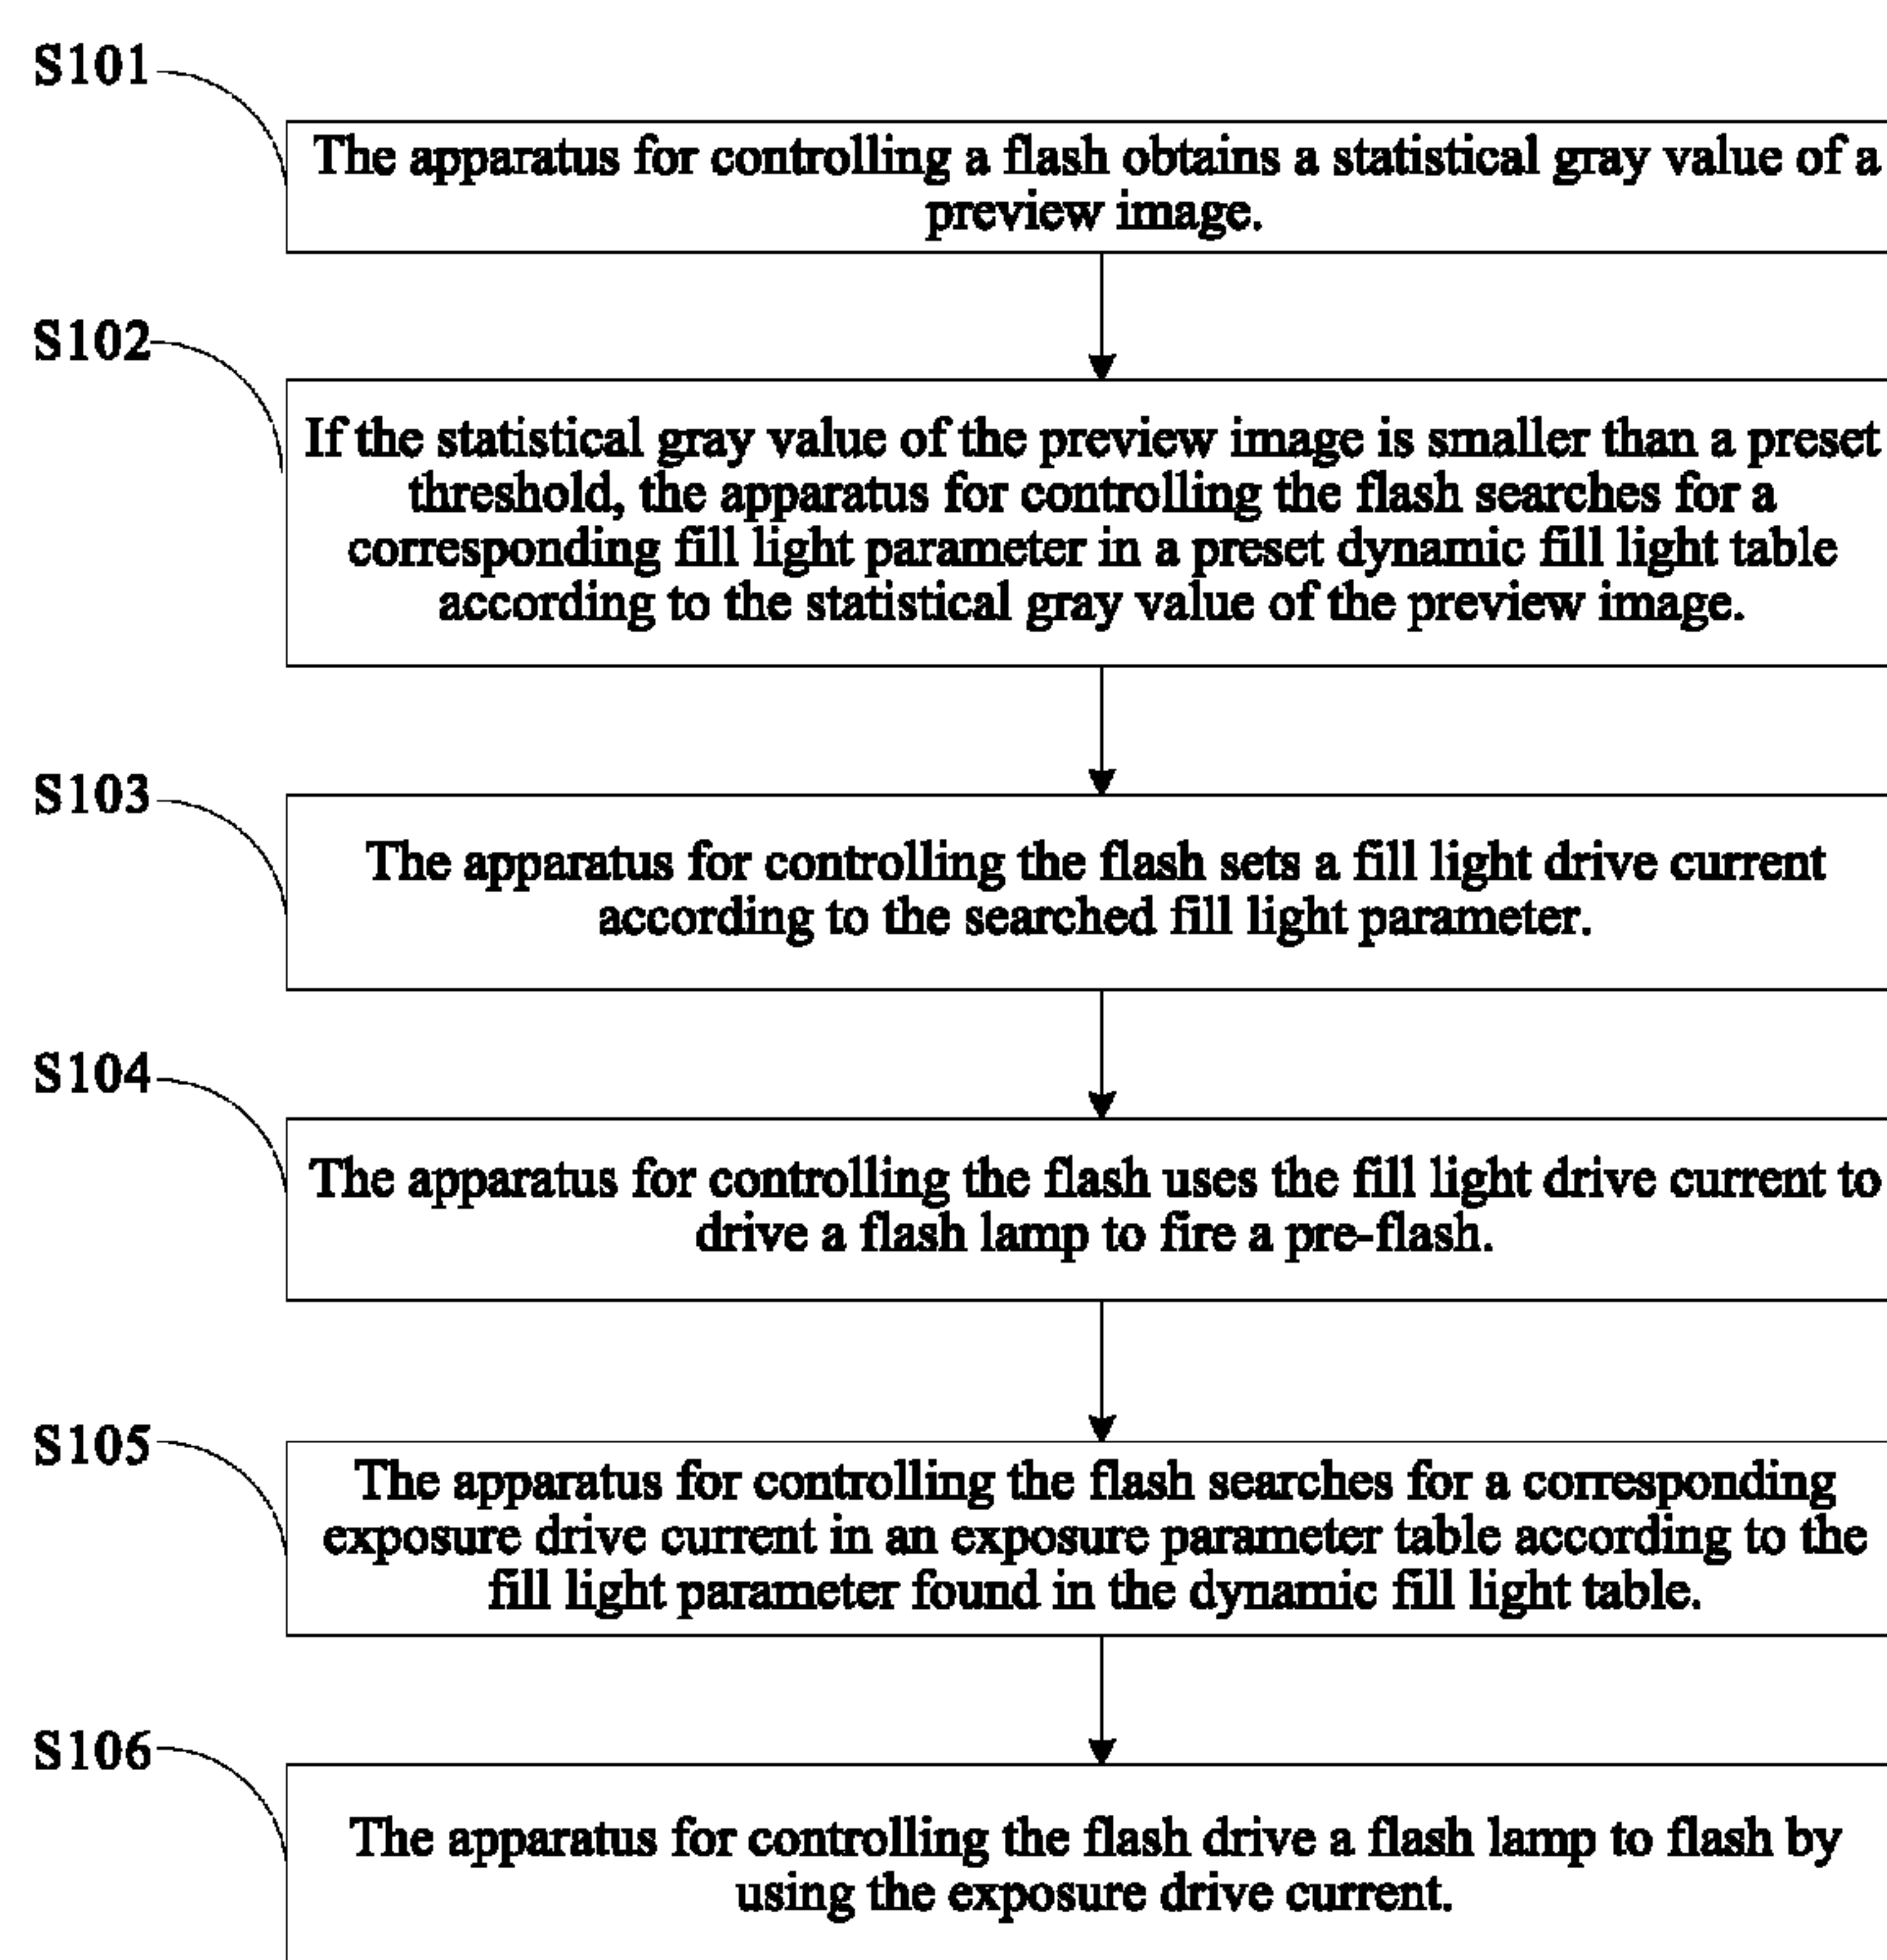 S101
The apparatus for controlling a flash obtains a statistical gray value of a
preview image.
S102
If the statistical gray value of the preview image is smaller than a preset
threshold, the apparatus for controlling the flash searches for a
corresponding fill light parameter in a preset dynamic fill light table
according to the statistical gray value of the preview image.
S103
The apparatus for controlling the flash sets a fill light drive current
according to the searched fill light parameter.
S104
The apparatus for controlling the flash uses the fill light drive current to
drive a flash lamp to fire a pre-flash.
S105
The apparatus for controlling the flash searches for a corresponding
exposure drive current in an exposure parameter table according to the
fill light parameter found in the dynamic fill light table.
S106
The apparatus for controlling the flash drive a flash lamp to flash by
using the exposure drive current.